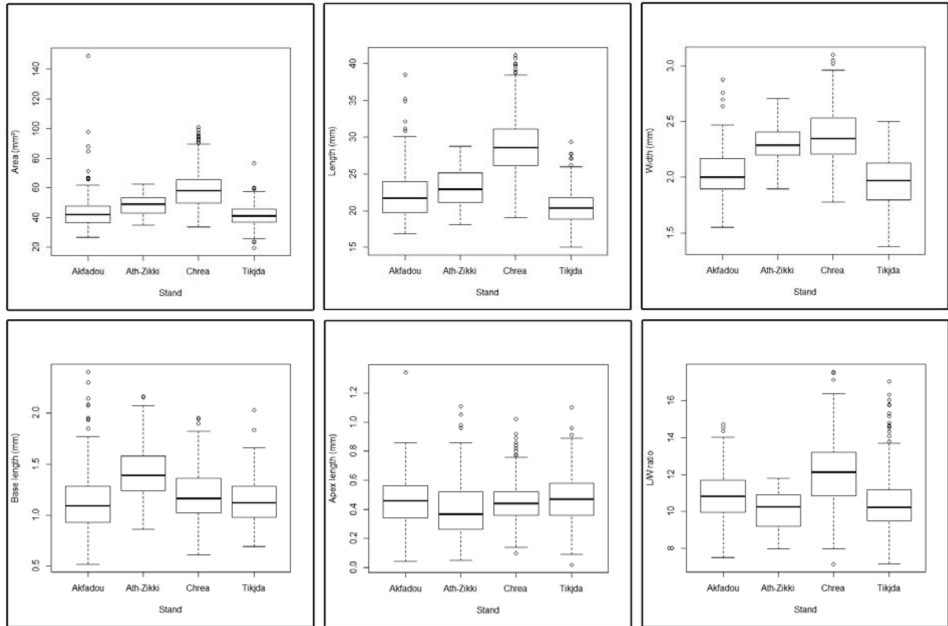 Area (mm²)
140
120
100
80
60
40
20
Akfadou Ath-Zikki Chrea Tikjda
Stand
Length (mm)
40
35
30
25
20
15
Akfadou Ath-Zikki Chrea Tikjda
Stand
Width (mm)
3.0
2.5
2.0
1.5
Akfadou Ath-Zikki Chrea Tikjda
Stand
Base length (mm)
2.0
1.5
1.0
0.5
Akfadou Ath-Zikki Chrea Tikjda
Stand
Apex length (mm)
1.2
1.0
0.8
0.6
0.4
0.2
0.0
Akfadou Ath-Zikki Chrea Tikjda
Stand
L/W ratio
16
14
12
10
8
Akfadou Ath-Zikki Chrea Tikjda
Stand